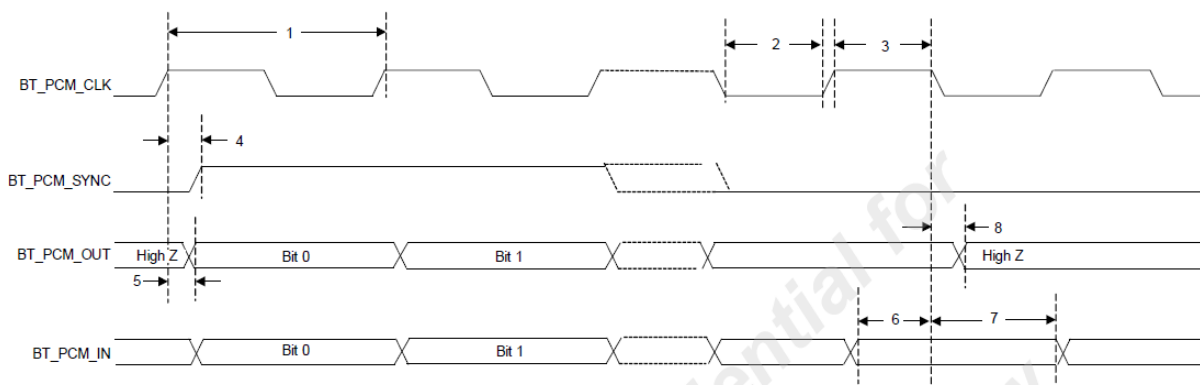 1
2
3
BT_PCM_CLK
4
BT_PCM_SYNC
8
BT_PCM_OUT
High Z
Bit 0
Bit 1
High Z
5
6
7
BT_PCM_IN
Bit 0
Bit 1
for